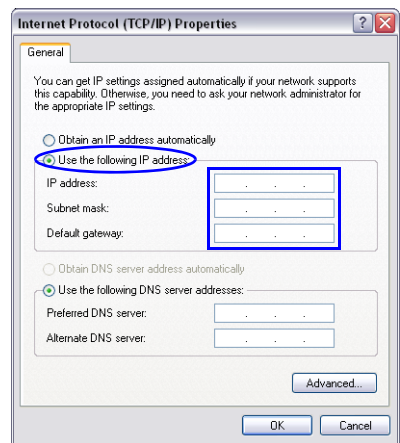 Internet Protocol (TCP/IP) Properties
General
You can get IP settings assigned automatically if your network supports
this capability. Otherwise, you need to ask your network administrator for
the appropriate IP settings.
Obtain an IP address automatically
Use the following IP address:
IP address:
Subnet mask:
Default gateway:
Obtain DNS server address automatically
Use the following DNS server addresses:
Preferred DNS server:
Alternate DNS server:
Advanced...
OK Cancel